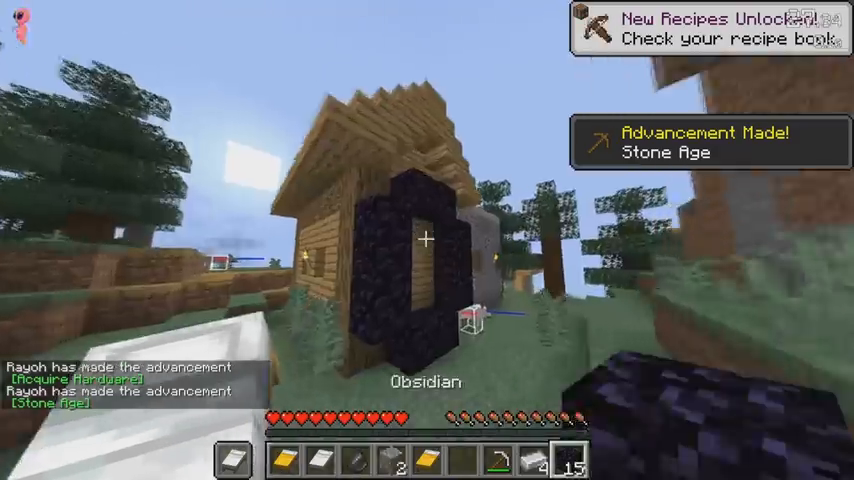 New Recipes Unlocked!
Check your recipe book
Advancement Made!
Stone Age
Rayoh has made the advancement
[Acquire Hardware]
Rayoh has made the advancement
[Stone Age]
Obsidian
2
4
15